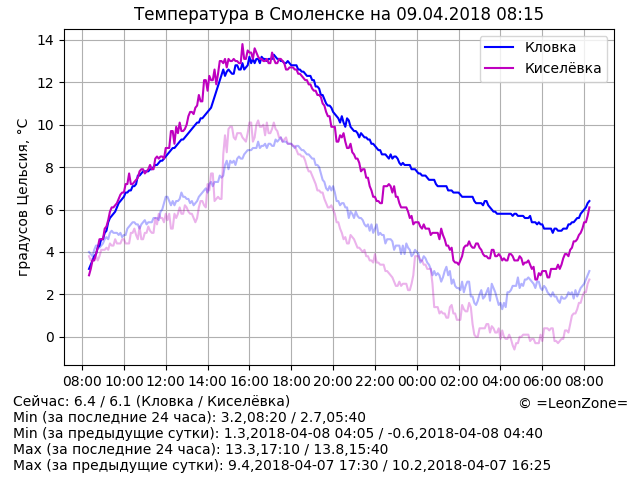 Температура в Смоленске на 09.04.2018 08:15
Кловка
Киселёвка
градусов Цельсия, °C
14
12
10
8
6
4
2
0
08:00 10:00 12:00 14:00 16:00 18:00 20:00 22:00 00:00 02:00 04:00 06:00 08:00
Сейчас: 6.4 / 6.1 (Кловка / Киселёвка)
© =LeonZone=
Min (за последние 24 часа): 3.2,08:20 / 2.7,05:40
Min (за предыдущие сутки): 1.3,2018-04-08 04:05 / -0.6,2018-04-08 04:40
Max (за последние 24 часа): 13.3,17:10 / 13.8,15:40
Max (за предыдущие сутки): 9.4,2018-04-07 17:30 / 10.2,2018-04-07 16:25